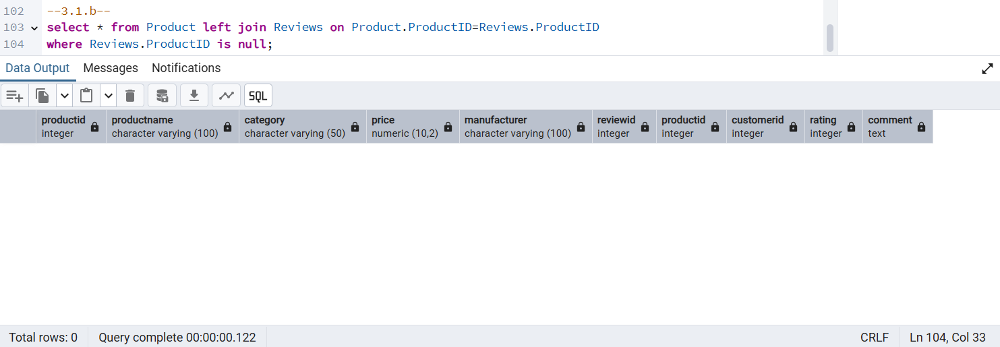 102 --3.1.b--
103 select * from Product left join Reviews on Product.ProductID=Reviews.ProductID
104 where Reviews.ProductID is null;
Data Output Messages Notifications
SQL
productid productname category price manufacturer reviewid productid customerid rating comment
integer character varying (100) character varying (50) numeric (10,2) character varying (100) integer integer integer integer text
Total rows: 0 Query complete 00:00:00.122 CRLF Ln 104, Col 33